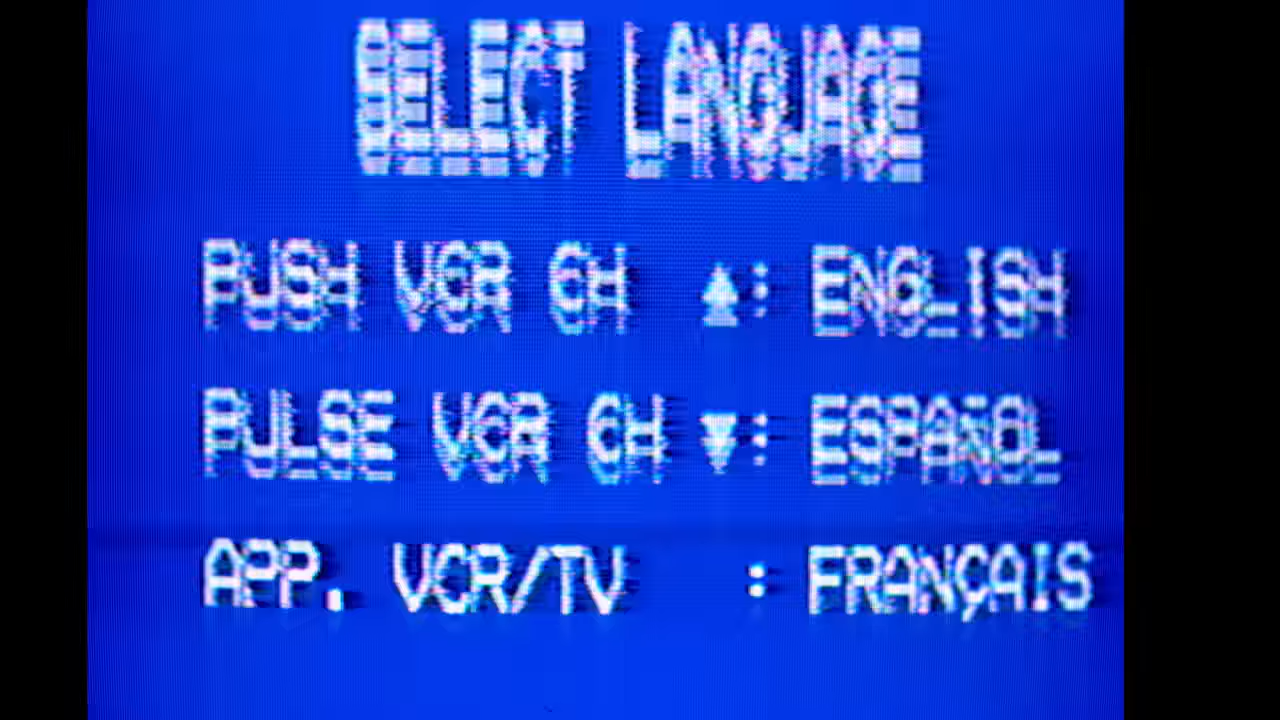 SELECT LANGUAGE
PUSH VCR CH ▲: ENGLISH
PULSE VCR CH ▼: ESPAÑOL
APP. VCR/TV : FRANÇAIS